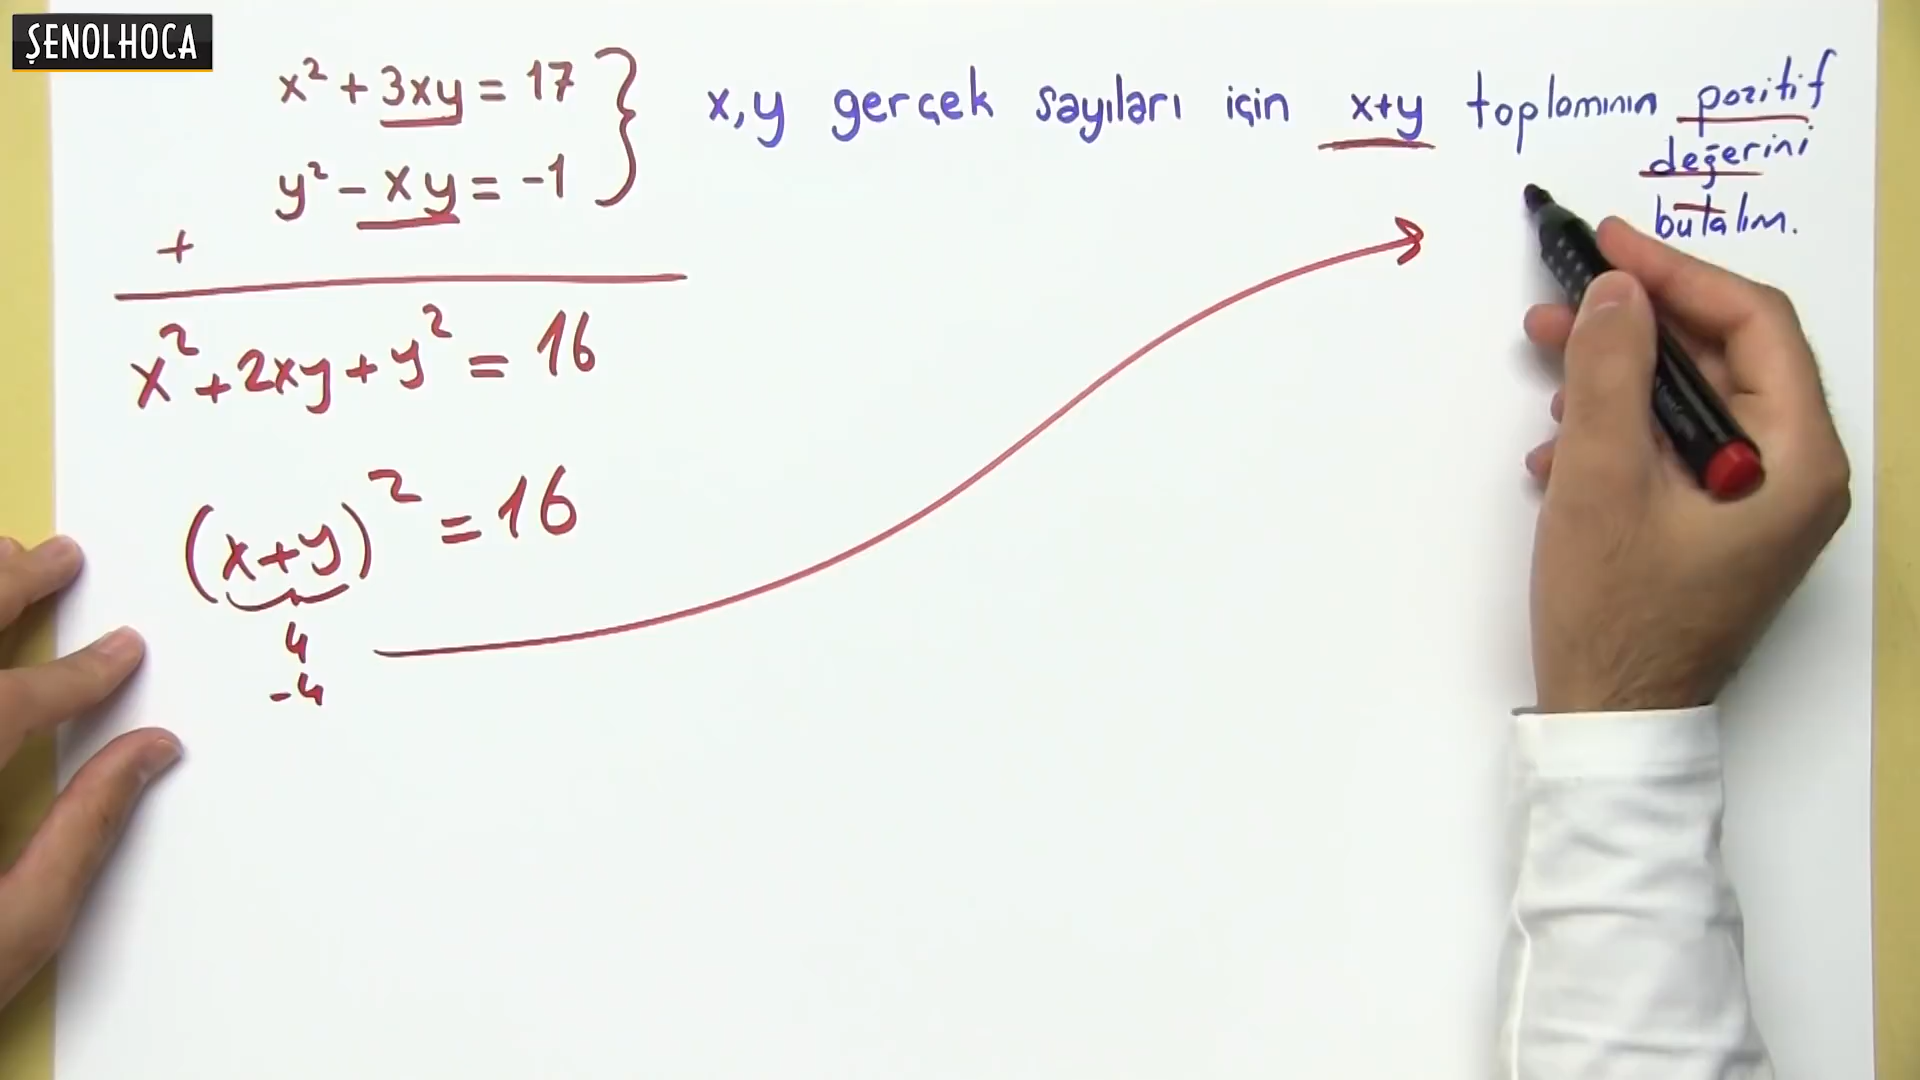 ŞENOLHOCA
x² + 3xy = 17
y² - xy = -1
x,y gerçek sayıları için x+y toplamının pozitif
değerini
bulalım.
+
x² + 2xy + y² = 16
(x+y)² = 16
4
-4